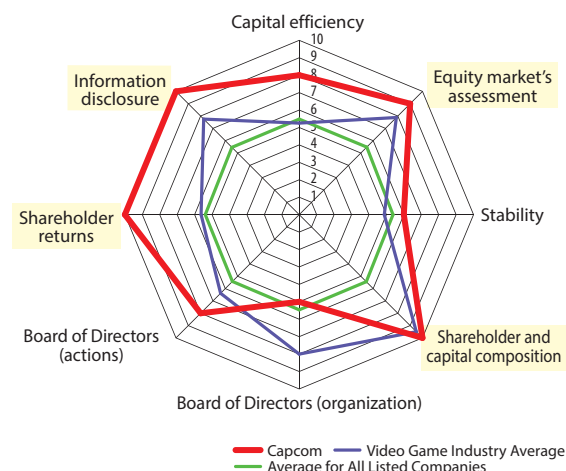 Capital efficiency
10
9
8
7
6
5
4
3
2
1
Information
disclosure
Equity market's
assessment
Shareholder
returns
Stability
Board of Directors
(actions)
Shareholder and
capital composition
Board of Directors (organization)
Capcom
Video Game Industry Average
Average for All Listed Companies